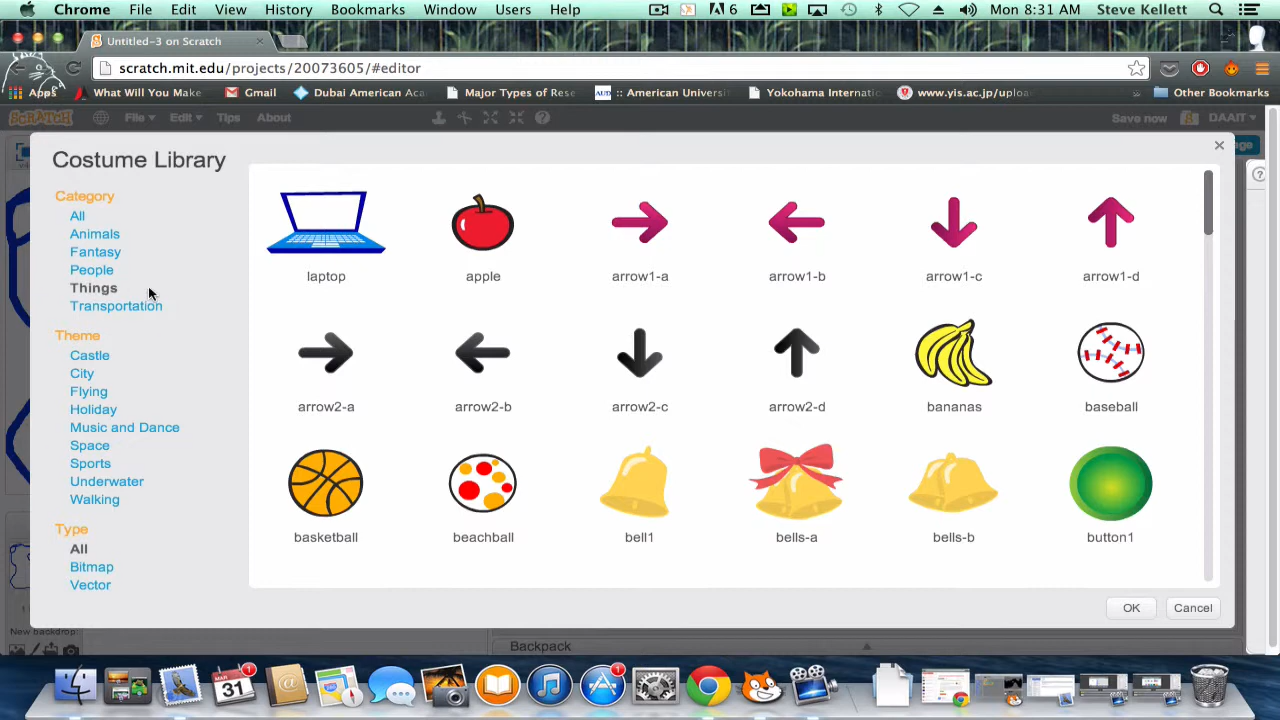 Chrome File Edit View History Bookmarks Window Users Help 6 Mon 8:31 AM Steve Kellett
Untitled-3 on Scratch
scratch.mit.edu/projects/20073605/#editor
Apps What Will You Make Gmail Dubai American Aca Major Types of Rese AUD :: American Universi Yokohama Internatio www.yis.ac.jp/uploa Other Bookmarks
SCRATCH File Edit Tips About Save now DAAIT
Costume Library
Category
All
Animals
Fantasy
People
Things
Transportation
Theme
Castle
City
Flying
Holiday
Music and Dance
Space
Sports
Underwater
Walking
Type
All
Bitmap
Vector
laptop apple arrow1-a arrow1-b arrow1-c arrow1-d
arrow2-a arrow2-b arrow2-c arrow2-d bananas baseball
basketball beachball bell1 bells-a bells-b button1
OK Cancel
New backdrop:
Backpack
MAR 1
31
1